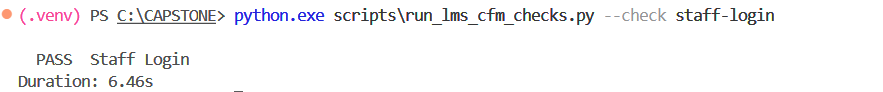 (.venv) PS C:\CAPSTONE> python.exe scripts\run_lms_cfm_checks.py --check staff-login
PASS  Staff Login
Duration: 6.46s